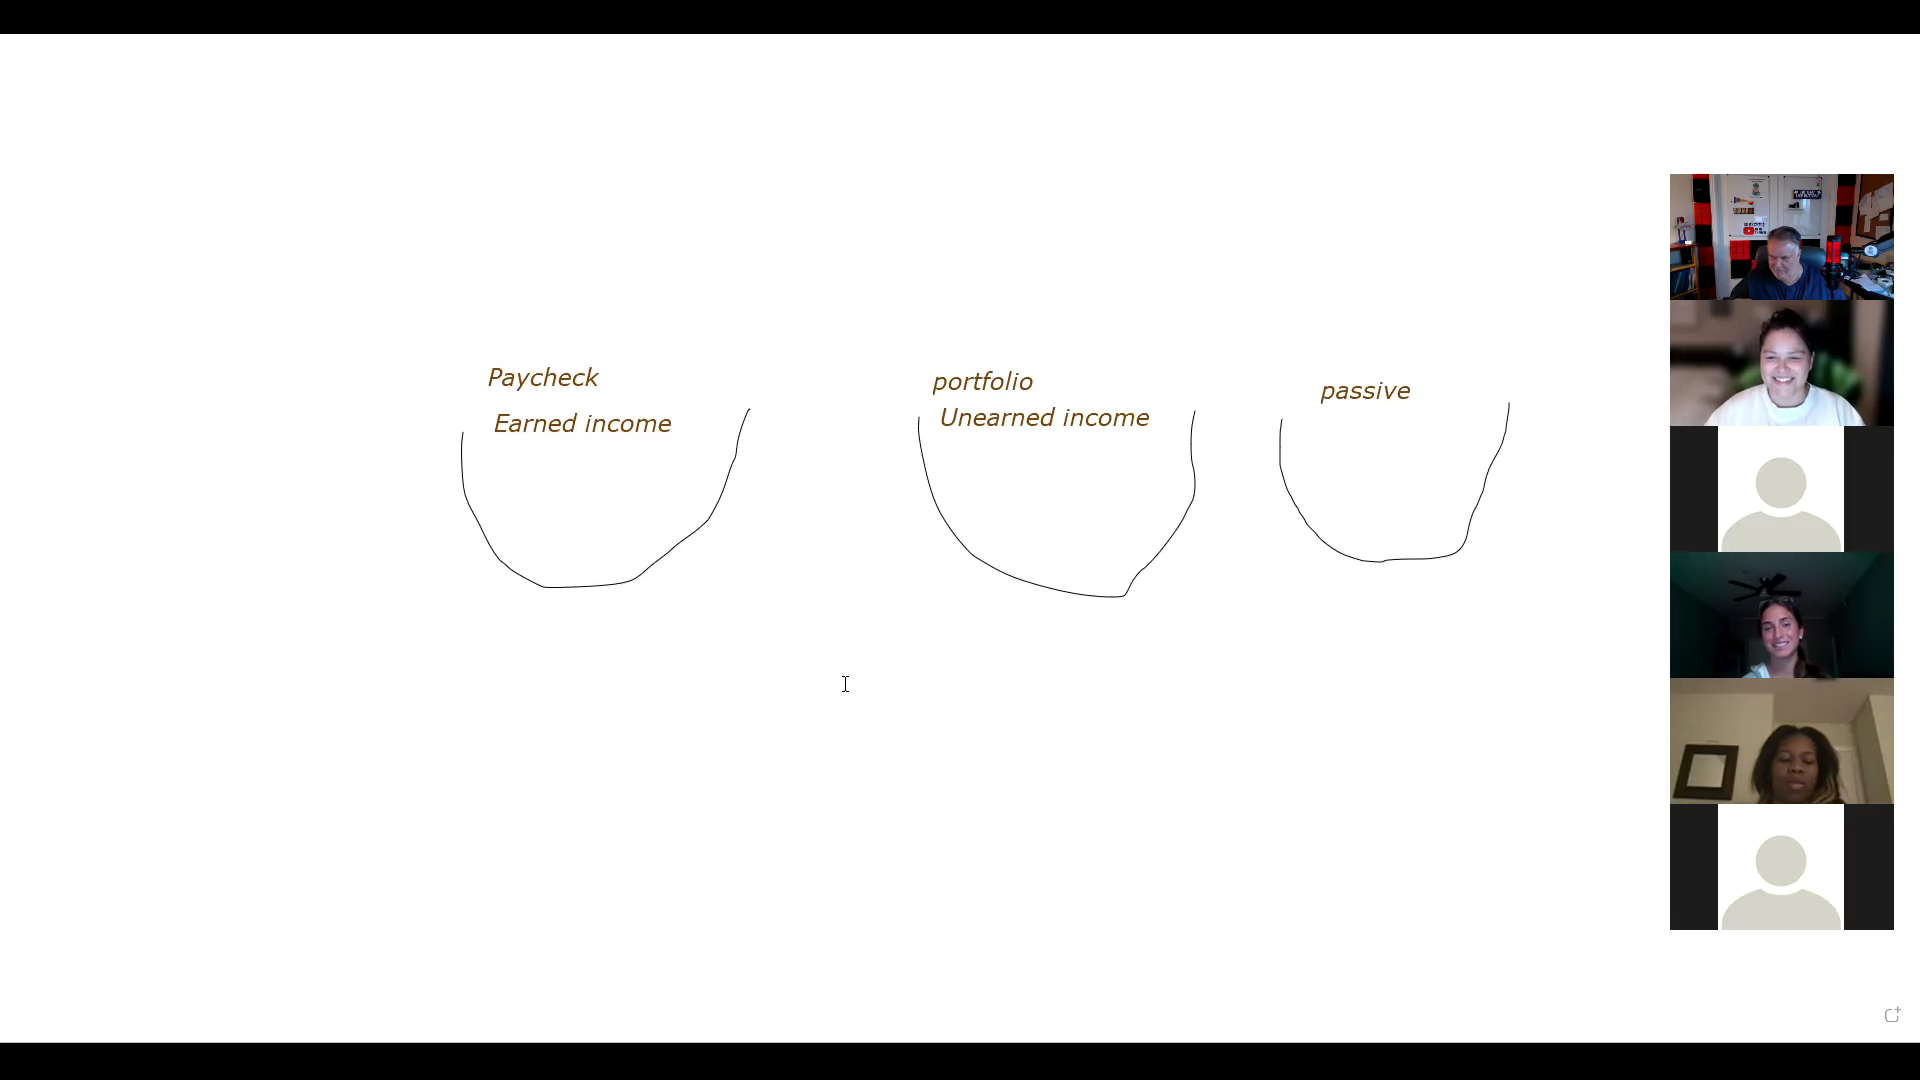 Paycheck
Earned income
portfolio
Unearned income
passive